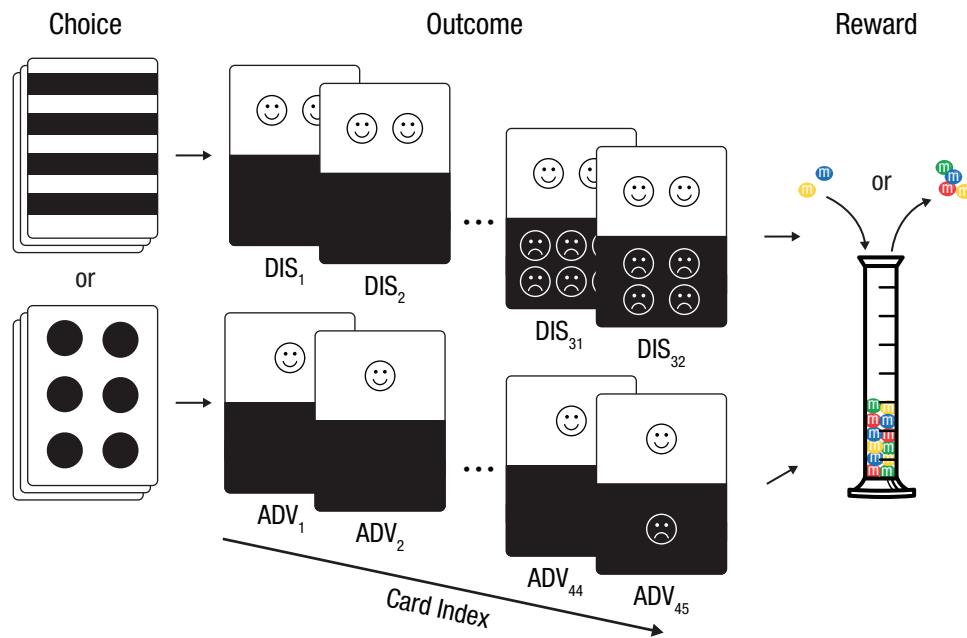 Choice
Outcome
Reward
or
DIS₁
DIS₂
...
DIS₃₁
DIS₃₂
or
m
m
m
m
m
m
ADV₁
ADV₂
...
ADV₄₄
ADV₄₅
m
m
m
m
m
m
m
m
m
m
m
m
Card Index